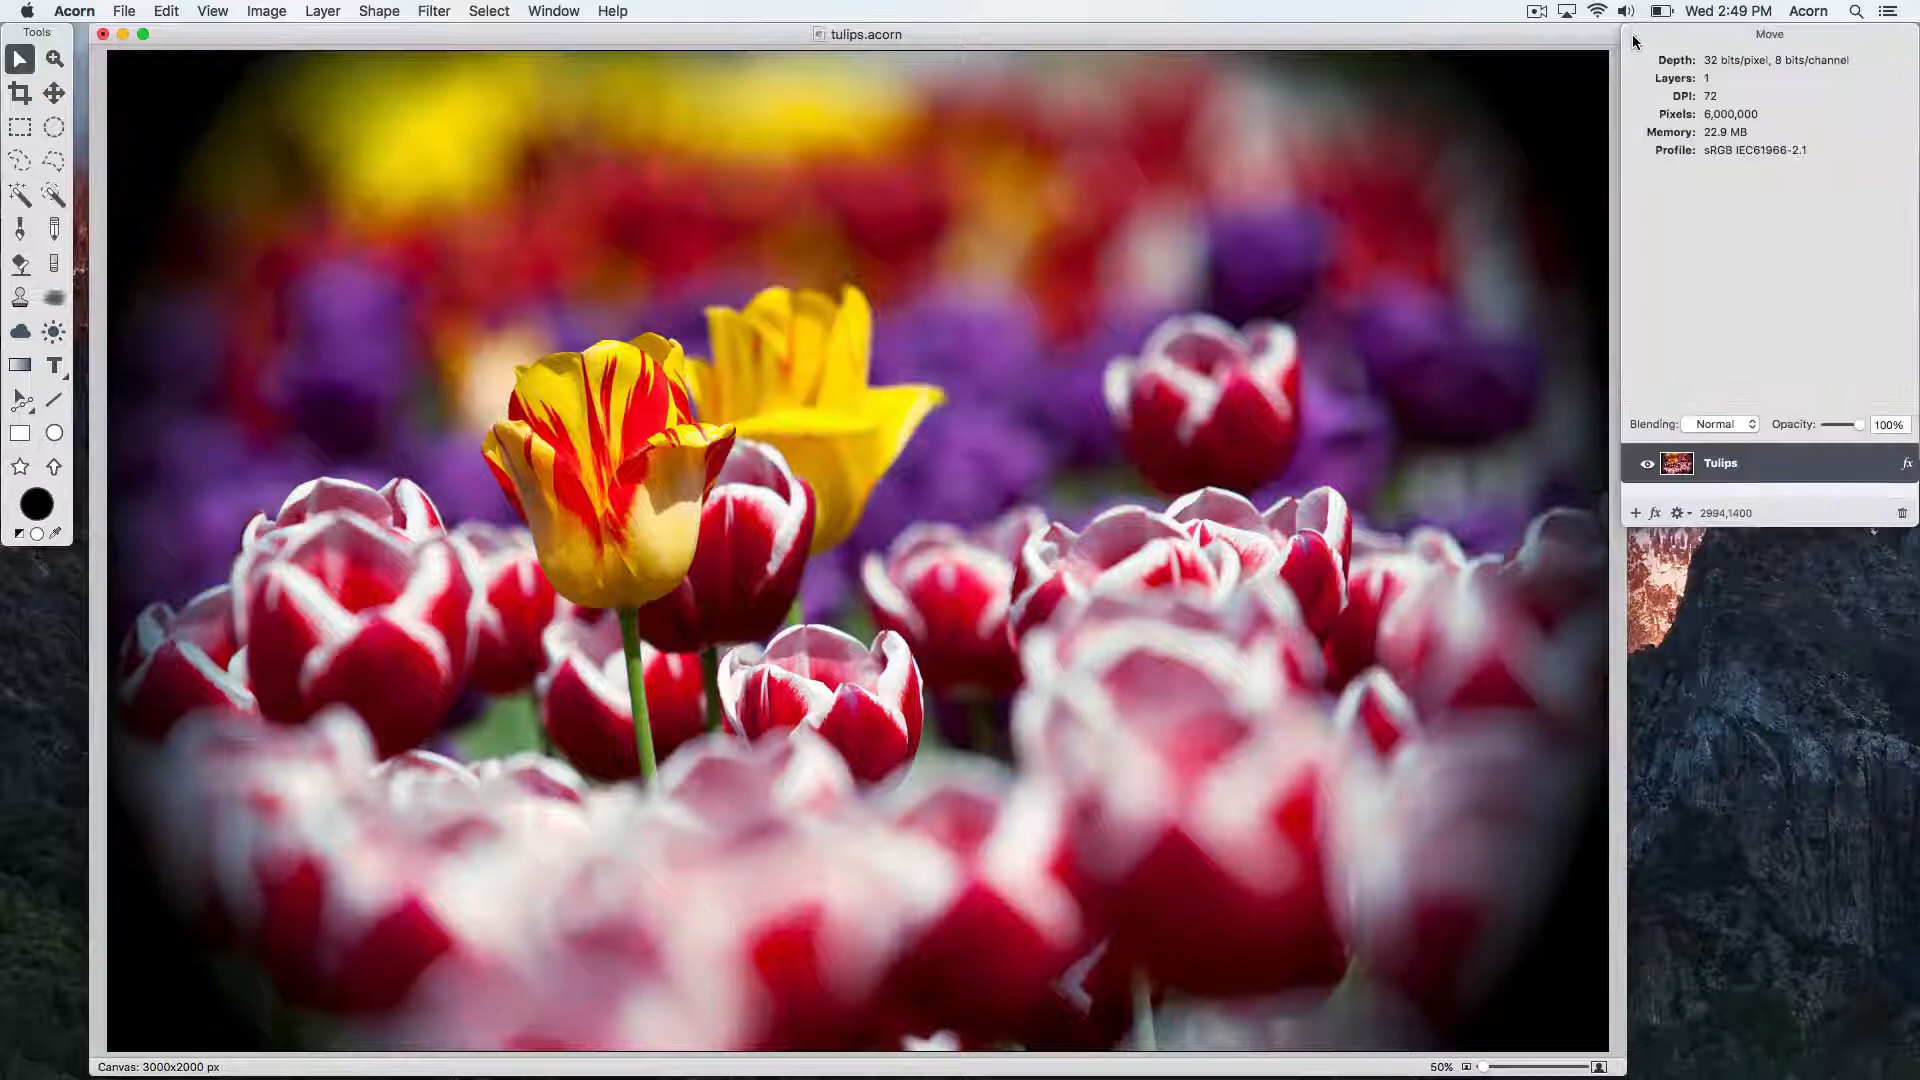 Acorn File Edit View Image Layer Shape Filter Select Window Help Wed 2:49 PM Acorn
Tools
tulips.acorn
Move
Depth: 32 bits/pixel, 8 bits/channel
Layers: 1
DPI: 72
Pixels: 6,000,000
Memory: 22.9 MB
Profile: sRGB IEC61966-2.1
T
Blending: Normal Opacity: 100%
Tulips fx
fx 2994,1400
Canvas: 3000x2000 px 50%